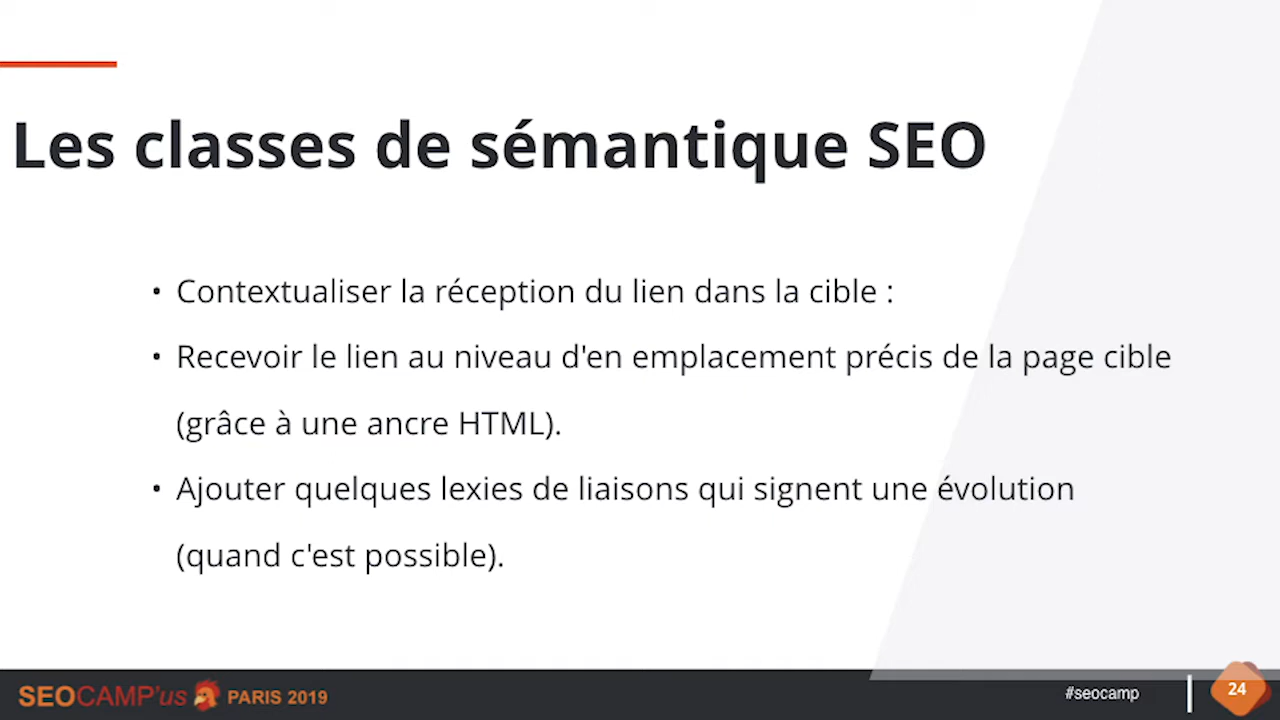 Les classes de sémantique SEO
• Contextualiser la réception du lien dans la cible :
• Recevoir le lien au niveau d'en emplacement précis de la page cible
(grâce à une ancre HTML).
• Ajouter quelques lexies de liaisons qui signent une évolution
(quand c'est possible).
SEOCAMP'us PARIS 2019
#seocamp
24